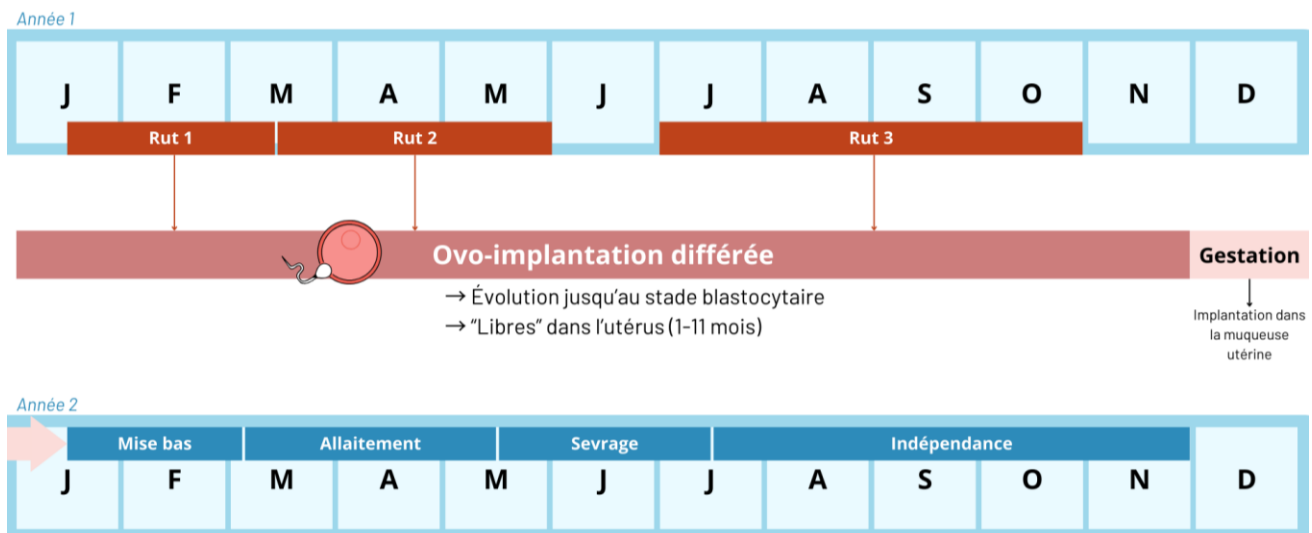 Année 1
J F M A M J J A S O N D
Rut 1 Rut 2 Rut 3
Ovo-implantation différée
Gestation
→ Évolution jusqu'au stade blastocytaire
→ "Libres" dans l'utérus (1-11 mois)
Implantation dans
la muqueuse
utérine
Année 2
Mise bas Allaitement Sevrage Indépendance
J F M A M J J A S O N D